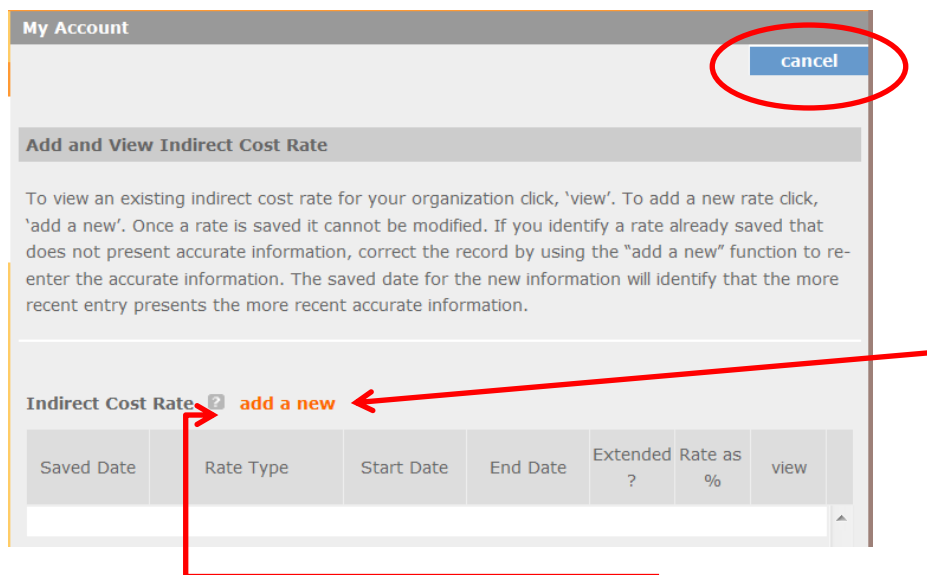 My Account
cancel
Add and View Indirect Cost Rate
To view an existing indirect cost rate for your organization click, ‘view’. To add a new rate click,
‘add a new’. Once a rate is saved it cannot be modified. If you identify a rate already saved that
does not present accurate information, correct the record by using the “add a new” function to re-
enter the accurate information. The saved date for the new information will identify that the more
recent entry presents the more recent accurate information.
Indirect Cost Rate ? add a new
Saved Date Rate Type Start Date End Date Extended ? Rate as % view